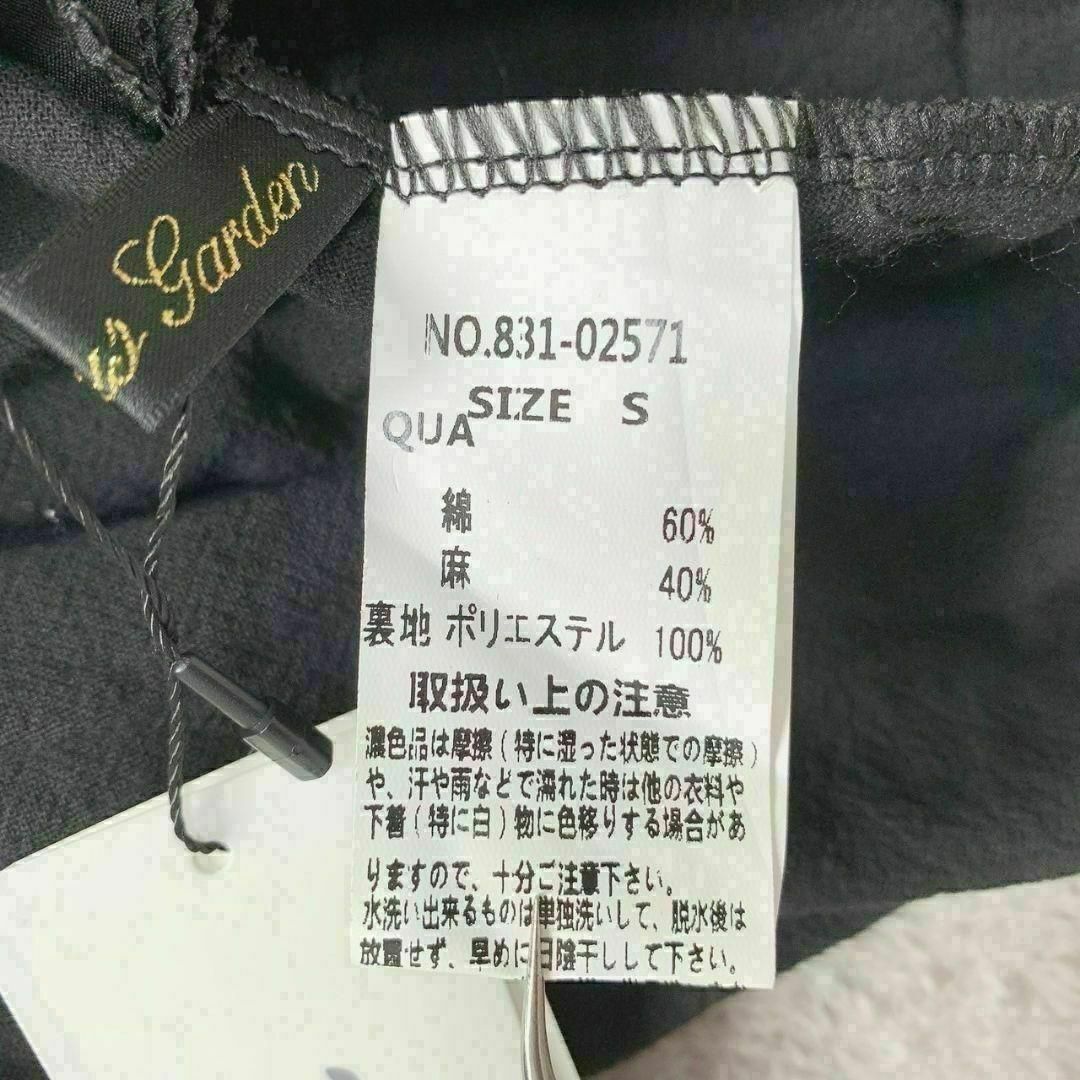 Garden
NO.831-02571
SIZE S
QUA
綿 60%
麻 40%
裏地 ポリエステル 100%
取扱い上の注意
濃色品は摩擦(特に湿った状態での摩擦)
や、汗や雨などで濡れた時は他の衣料や
下着(特に白)物に色移りする場合があ
りますので、十分ご注意下さい。
水洗い出来るものは単独洗いして、脱水後は
放置せず、早めに日陰干しして下さい。